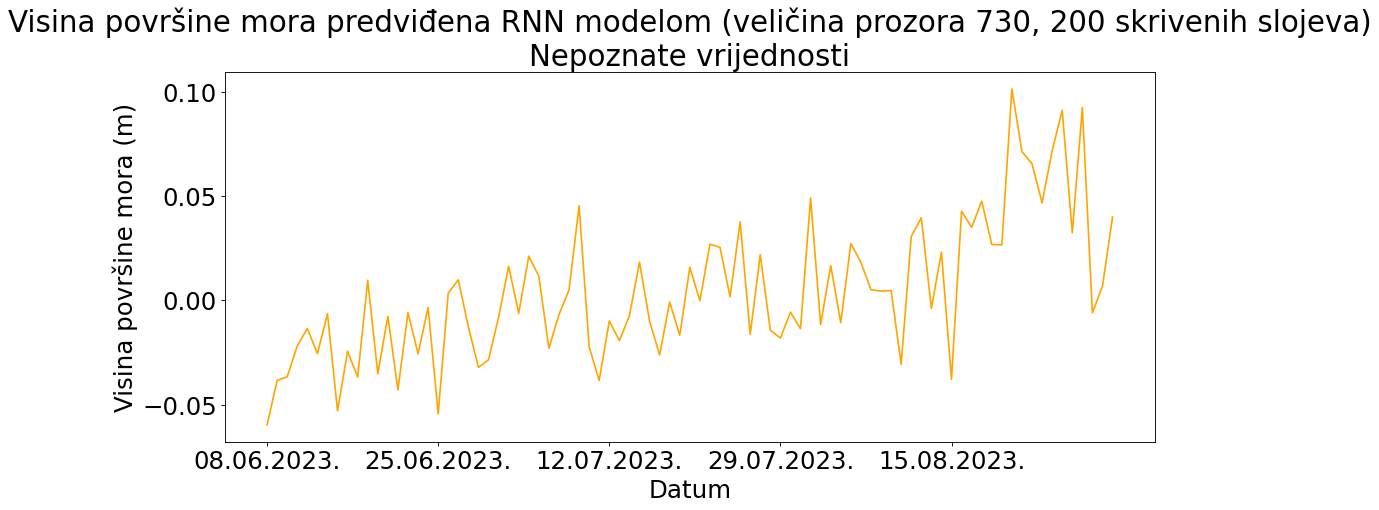 Visina površine mora predviđena RNN modelom (veličina prozora 730, 200 skrivenih slojeva)
Nepoznate vrijednosti
Visina površine mora (m)
0.10
0.05
0.00
−0.05
08.06.2023. 25.06.2023. 12.07.2023. 29.07.2023. 15.08.2023.
Datum